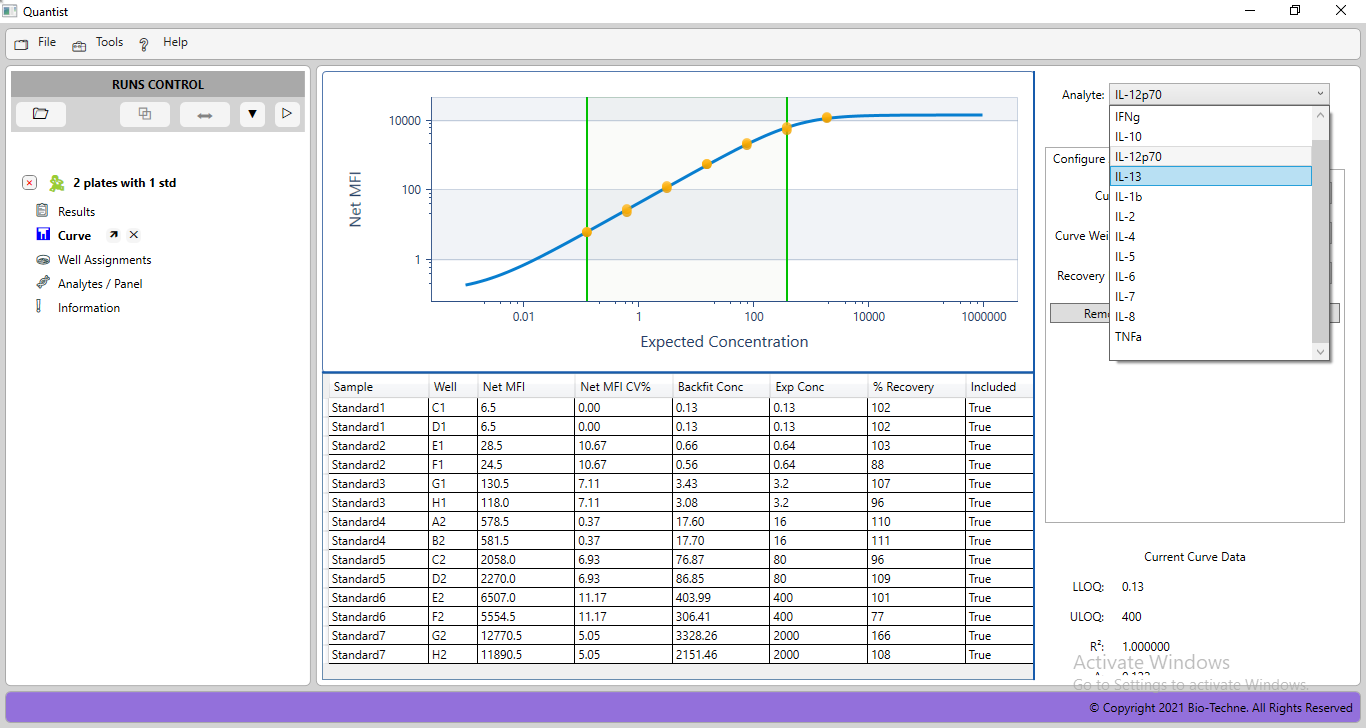 Quantist
File Tools ? Help
RUNS CONTROL
2 plates with 1 std
Results
Curve
Well Assignments
Analytes / Panel
Information
Net MFI
10000
100
1
0.01 1 100 10000 1000000
Expected Concentration
Sample Well Net MFI Net MFI CV% Backfit Conc Exp Conc % Recovery Included
Standard1 C1 6.5 0.00 0.13 0.13 102 True
Standard1 D1 6.5 0.00 0.13 0.13 102 True
Standard2 E1 28.5 10.67 0.66 0.64 103 True
Standard2 F1 24.5 10.67 0.56 0.64 88 True
Standard3 G1 130.5 7.11 3.43 3.2 107 True
Standard3 H1 118.0 7.11 3.08 3.2 96 True
Standard4 A2 578.5 0.37 17.60 16 110 True
Standard4 B2 581.5 0.37 17.70 16 111 True
Standard5 C2 2058.0 6.93 76.87 80 96 True
Standard5 D2 2270.0 6.93 86.85 80 109 True
Standard6 E2 6507.0 11.17 403.99 400 101 True
Standard6 F2 5554.5 11.17 306.41 400 77 True
Standard7 G2 12770.5 5.05 3328.26 2000 166 True
Standard7 H2 11890.5 5.05 2151.46 2000 108 True
Analyte: IL-12p70
IFNg
IL-10
IL-12p70
IL-13
IL-1b
IL-2
IL-4
IL-5
IL-6
IL-7
IL-8
TNFa
Configure
Cu
Curve Wei
Recovery
Rem
Current Curve Data
LLOQ: 0.13
ULOQ: 400
R²: 1.000000
Activate Windows
Go to Settings to activate Windows.
© Copyright 2021 Bio-Techne. All Rights Reserved